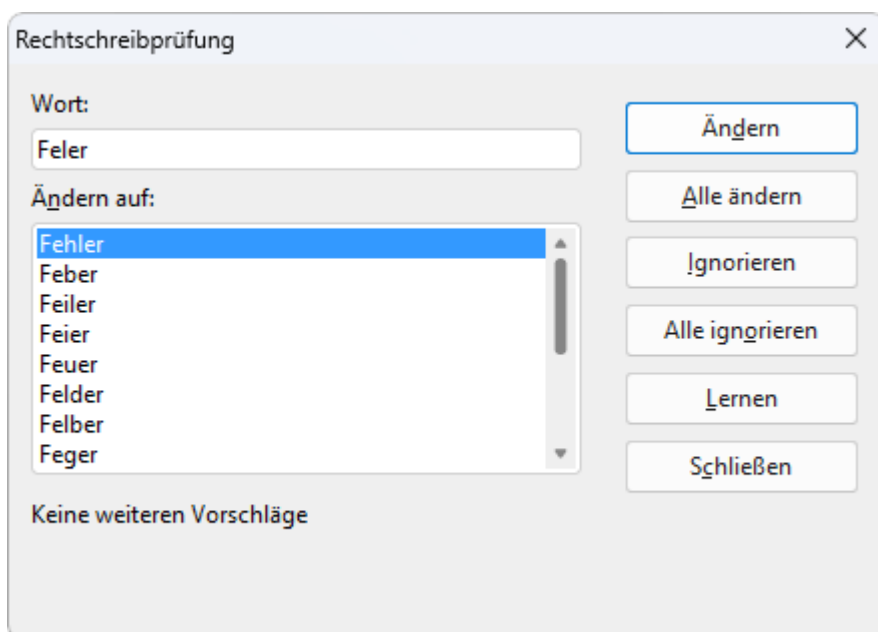 Rechtschreibprüfung
Wort:
Feler
Ändern auf:
Fehler
Feber
Feiler
Feier
Feuer
Felder
Felber
Feger
Keine weiteren Vorschläge
Ändern
Alle ändern
Ignorieren
Alle ignorieren
Lernen
Schließen